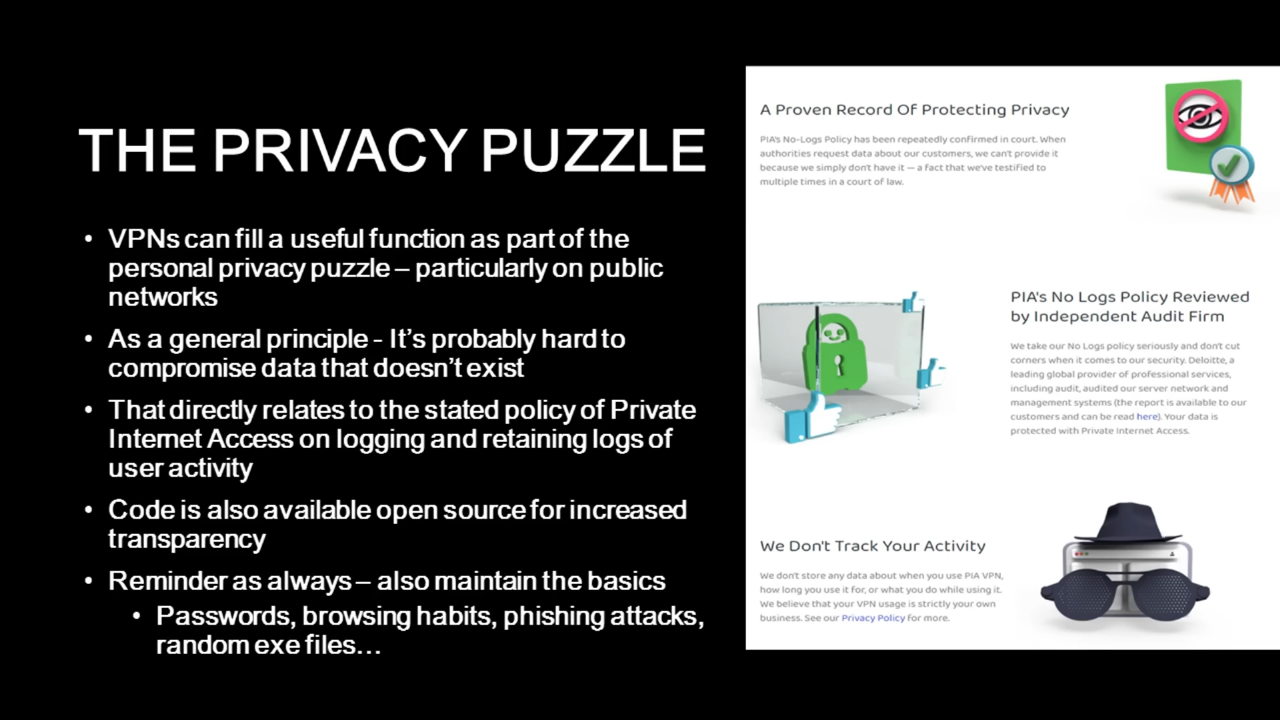 THE PRIVACY PUZZLE
• VPNs can fill a useful function as part of the
personal privacy puzzle – particularly on public
networks
• As a general principle - It’s probably hard to
compromise data that doesn’t exist
• That directly relates to the stated policy of Private
Internet Access on logging and retaining logs of
user activity
• Code is also available open source for increased
transparency
• Reminder as always – also maintain the basics
• Passwords, browsing habits, phishing attacks,
random exe files…
A Proven Record Of Protecting Privacy
PIA's No-Logs Policy has been repeatedly confirmed in court. When
authorities request data about our customers, we can't provide it
because we simply don't have it — a fact that we've testified to
multiple times in a court of law.
PIA's No Logs Policy Reviewed
by Independent Audit Firm
We take our No Logs policy seriously and don't cut
corners when it comes to our security. Deloitte, a
leading global provider of professional services,
including audit, audited our server network and
management systems (the report is available to our
customers and can be read here). Your data is
protected with Private Internet Access.
We Don't Track Your Activity
We don't store any data about when you use PIA VPN,
how long you use it for, or what you do while using it.
We believe that your VPN usage is strictly your own
business. See our Privacy Policy for more.